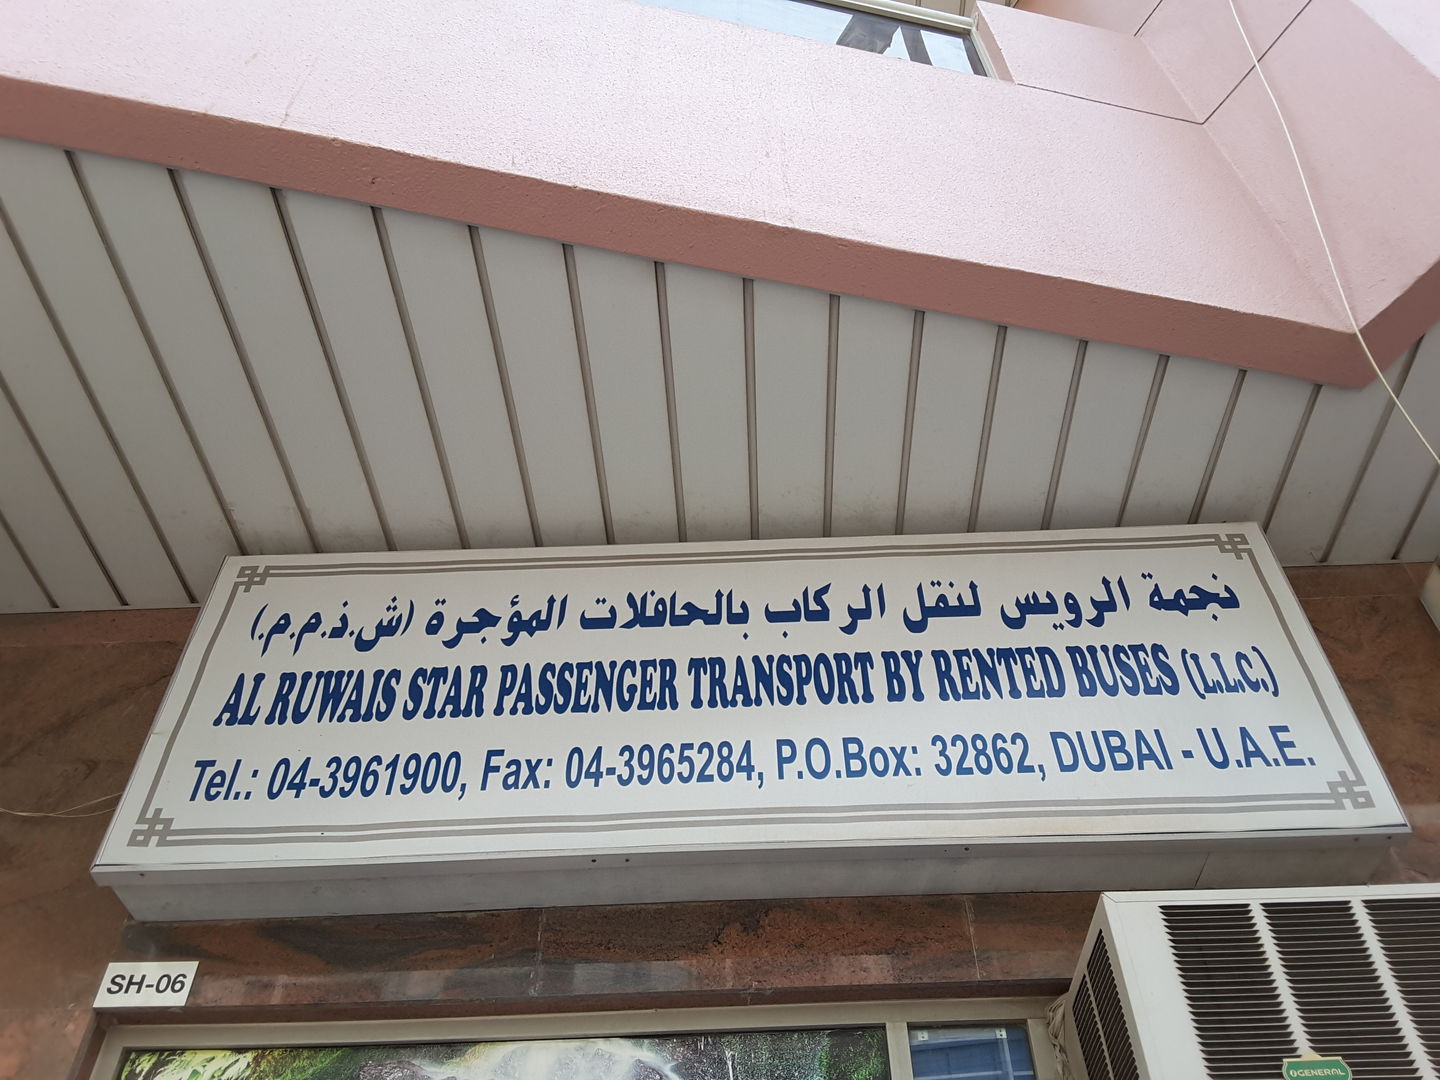 نجمة الرويس لنقل الركاب بالحافلات المؤجرة (ش.ذ.م.م.)
AL RUWAIS STAR PASSENGER TRANSPORT BY RENTED BUSES (L.L.C.)
Tel.: 04-3961900, Fax: 04-3965284, P.O.Box: 32862, DUBAI - U.A.E.
SH-06
OGENERAL